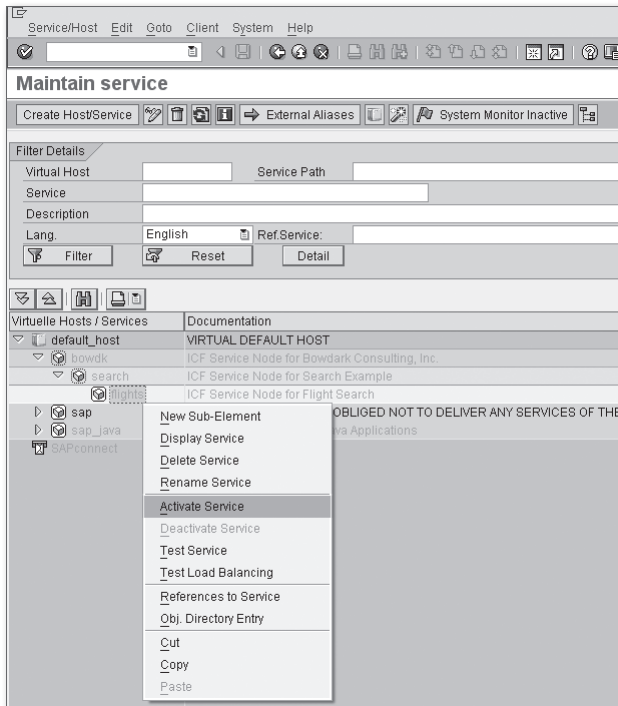 Service/Host Edit Goto Client System Help
Maintain service
Create Host/Service External Aliases System Monitor Inactive
Filter Details
Virtual Host Service Path
Service
Description
Lang. English Ref.Service:
Filter Reset Detail
Virtuelle Hosts / Services Documentation
default_host VIRTUAL DEFAULT HOST
bowdk ICF Service Node for Bowdark Consulting, Inc.
search ICF Service Node for Search Example
flights ICF Service Node for Flight Search
sap OBLIGED NOT TO DELIVER ANY SERVICES OF THE
sap_java Applications
SAPconnect
New Sub-Element
Display Service
Delete Service
Rename Service
Activate Service
Deactivate Service
Test Service
Test Load Balancing
References to Service
Obj. Directory Entry
Cut
Copy
Paste